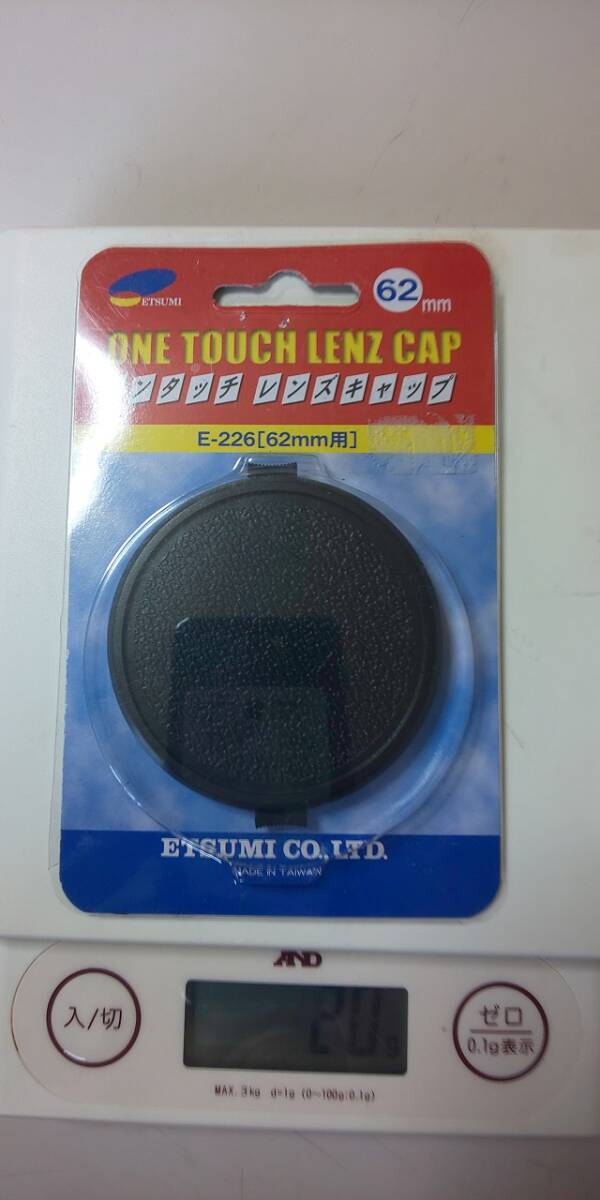 ETSUMI
62mm
ONE TOUCH LENZ CAP
ワンタッチ レンズキャップ
E-226[62mm用]
ETSUMI CO.,LTD.
MADE IN TAIWAN
AND
入/切
20g
ゼロ
0.1g表示
MAX. 3kg d=1g (0~100g:0.1g)